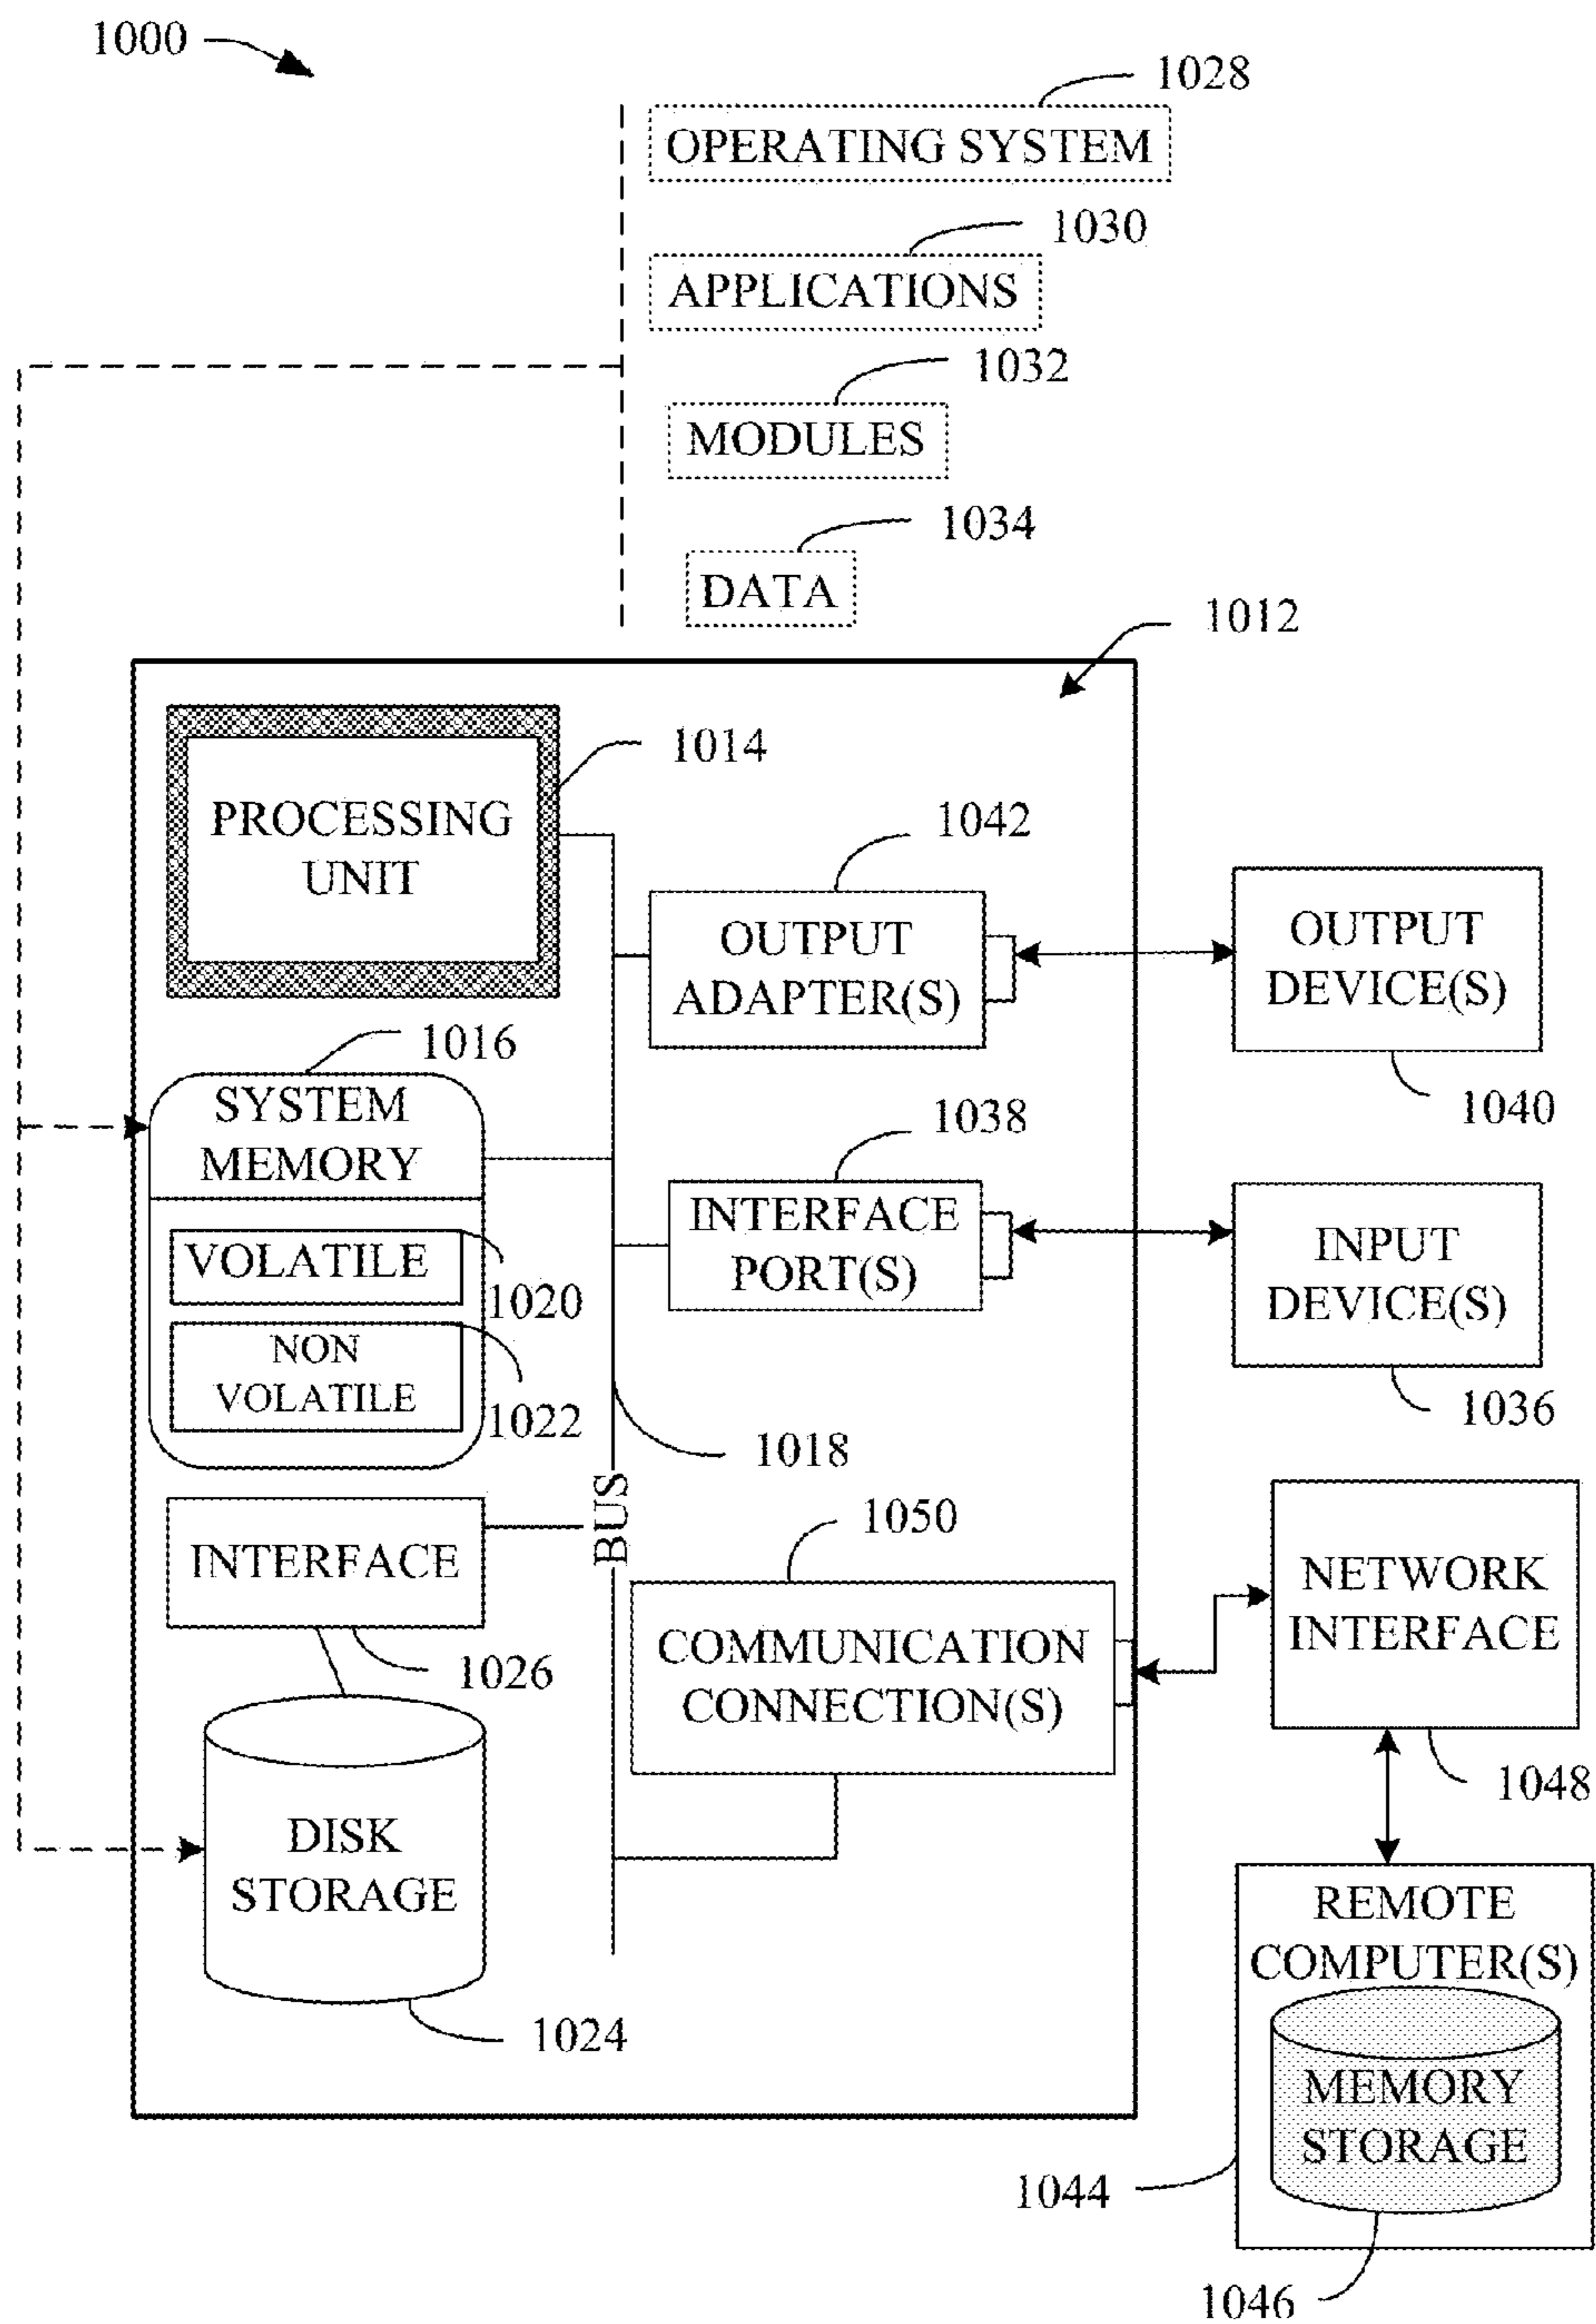 1000
1028
OPERATING SYSTEM
1030
APPLICATIONS
1032
MODULES
1034
DATA
1012
1014
PROCESSING
UNIT
1042
OUTPUT
ADAPTER(S)
OUTPUT
DEVICE(S)
1040
1016
SYSTEM
MEMORY
VOLATILE
1020
NON
VOLATILE
1022
1038
INTERFACE
PORT(S)
INPUT
DEVICE(S)
1036
1018
BUS
INTERFACE
1026
1050
COMMUNICATION
CONNECTION(S)
NETWORK
INTERFACE
1048
DISK
STORAGE
1024
REMOTE
COMPUTER(S)
MEMORY
STORAGE
1044
1046